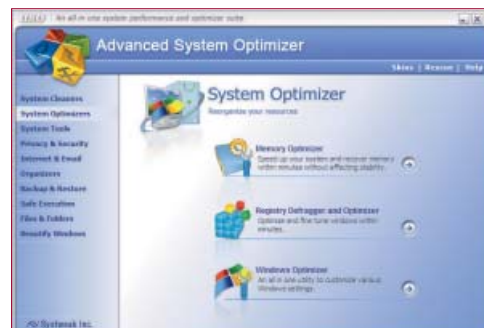 An all in one system performance and optimizer suite
Advanced System Optimizer
Skins | Restore | Help
System Cleaners
System Optimizers
System Tools
Privacy & Security
Internet & Email
Organizers
Backup & Restore
Safe Execution
Files & Folders
Beautify Windows
System Optimizer
Reorganize your resources
Memory Optimizer
Speed up your system and recover memory
within minutes without affecting stability.
Registry Defragger and Optimizer
Optimize and fine tune windows within
minutes.
Windows Optimizer
An all in one utility to customize various
Windows settings.
Systweak Inc.